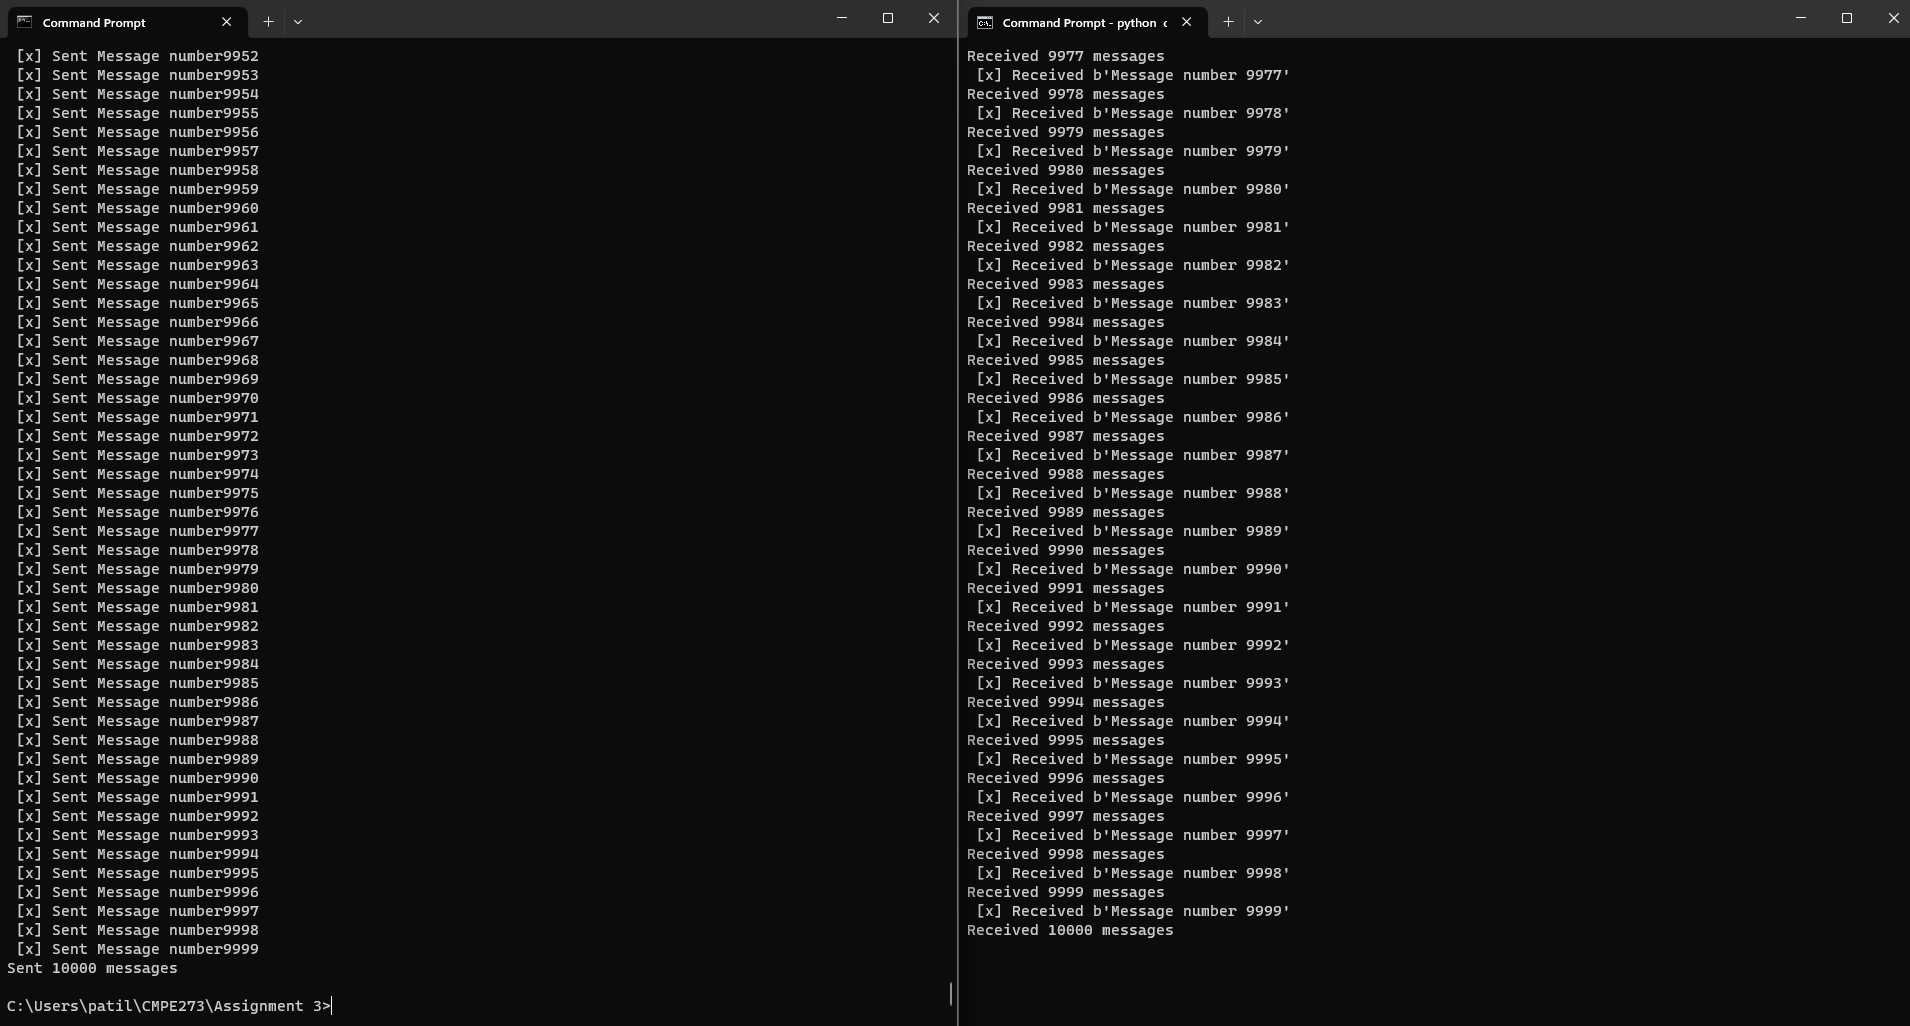 Command Prompt
[x] Sent Message number9952
[x] Sent Message number9953
[x] Sent Message number9954
[x] Sent Message number9955
[x] Sent Message number9956
[x] Sent Message number9957
[x] Sent Message number9958
[x] Sent Message number9959
[x] Sent Message number9960
[x] Sent Message number9961
[x] Sent Message number9962
[x] Sent Message number9963
[x] Sent Message number9964
[x] Sent Message number9965
[x] Sent Message number9966
[x] Sent Message number9967
[x] Sent Message number9968
[x] Sent Message number9969
[x] Sent Message number9970
[x] Sent Message number9971
[x] Sent Message number9972
[x] Sent Message number9973
[x] Sent Message number9974
[x] Sent Message number9975
[x] Sent Message number9976
[x] Sent Message number9977
[x] Sent Message number9978
[x] Sent Message number9979
[x] Sent Message number9980
[x] Sent Message number9981
[x] Sent Message number9982
[x] Sent Message number9983
[x] Sent Message number9984
[x] Sent Message number9985
[x] Sent Message number9986
[x] Sent Message number9987
[x] Sent Message number9988
[x] Sent Message number9989
[x] Sent Message number9990
[x] Sent Message number9991
[x] Sent Message number9992
[x] Sent Message number9993
[x] Sent Message number9994
[x] Sent Message number9995
[x] Sent Message number9996
[x] Sent Message number9997
[x] Sent Message number9998
[x] Sent Message number9999
Sent 10000 messages
C:\Users\patil\CMPE273\Assignment 3>
Command Prompt - python
Received 9977 messages
[x] Received b'Message number 9977'
Received 9978 messages
[x] Received b'Message number 9978'
Received 9979 messages
[x] Received b'Message number 9979'
Received 9980 messages
[x] Received b'Message number 9980'
Received 9981 messages
[x] Received b'Message number 9981'
Received 9982 messages
[x] Received b'Message number 9982'
Received 9983 messages
[x] Received b'Message number 9983'
Received 9984 messages
[x] Received b'Message number 9984'
Received 9985 messages
[x] Received b'Message number 9985'
Received 9986 messages
[x] Received b'Message number 9986'
Received 9987 messages
[x] Received b'Message number 9987'
Received 9988 messages
[x] Received b'Message number 9988'
Received 9989 messages
[x] Received b'Message number 9989'
Received 9990 messages
[x] Received b'Message number 9990'
Received 9991 messages
[x] Received b'Message number 9991'
Received 9992 messages
[x] Received b'Message number 9992'
Received 9993 messages
[x] Received b'Message number 9993'
Received 9994 messages
[x] Received b'Message number 9994'
Received 9995 messages
[x] Received b'Message number 9995'
Received 9996 messages
[x] Received b'Message number 9996'
Received 9997 messages
[x] Received b'Message number 9997'
Received 9998 messages
[x] Received b'Message number 9998'
Received 9999 messages
[x] Received b'Message number 9999'
Received 10000 messages